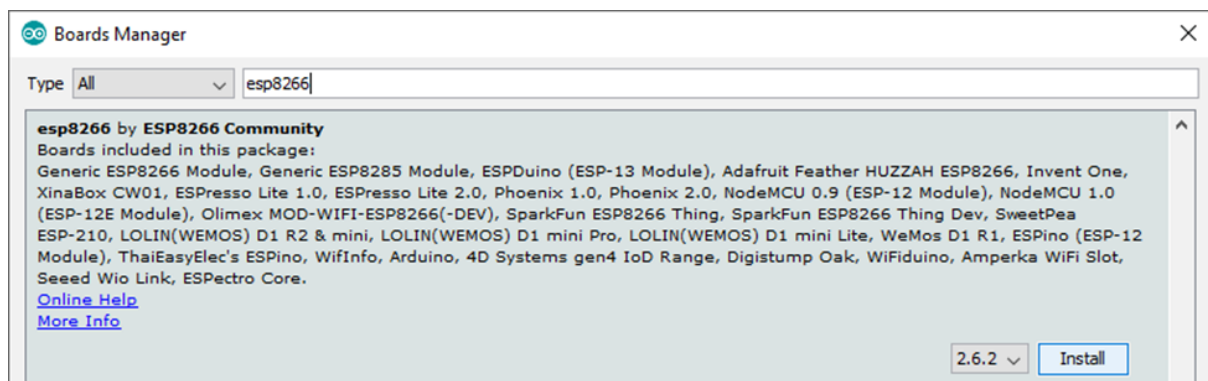 Boards Manager
Type All esp8266
esp8266 by ESP8266 Community
Boards included in this package:
Generic ESP8266 Module, Generic ESP8285 Module, ESPDuino (ESP-13 Module), Adafruit Feather HUZZAH ESP8266, Invent One,
XinaBox CW01, ESPresso Lite 1.0, ESPresso Lite 2.0, Phoenix 1.0, Phoenix 2.0, NodeMCU 0.9 (ESP-12 Module), NodeMCU 1.0
(ESP-12E Module), Olimex MOD-WIFI-ESP8266(-DEV), SparkFun ESP8266 Thing, SparkFun ESP8266 Thing Dev, SweetPea
ESP-210, LOLIN(WEMOS) D1 R2 & mini, LOLIN(WEMOS) D1 mini Pro, LOLIN(WEMOS) D1 mini Lite, WeMos D1 R1, ESPino (ESP-12
Module), ThaiEasyElec's ESPino, WifInfo, Arduino, 4D Systems gen4 IoD Range, Digistump Oak, WiFiduino, Amperka WiFi Slot,
Seeed Wio Link, ESPectro Core.
Online Help
More Info
2.6.2 Install